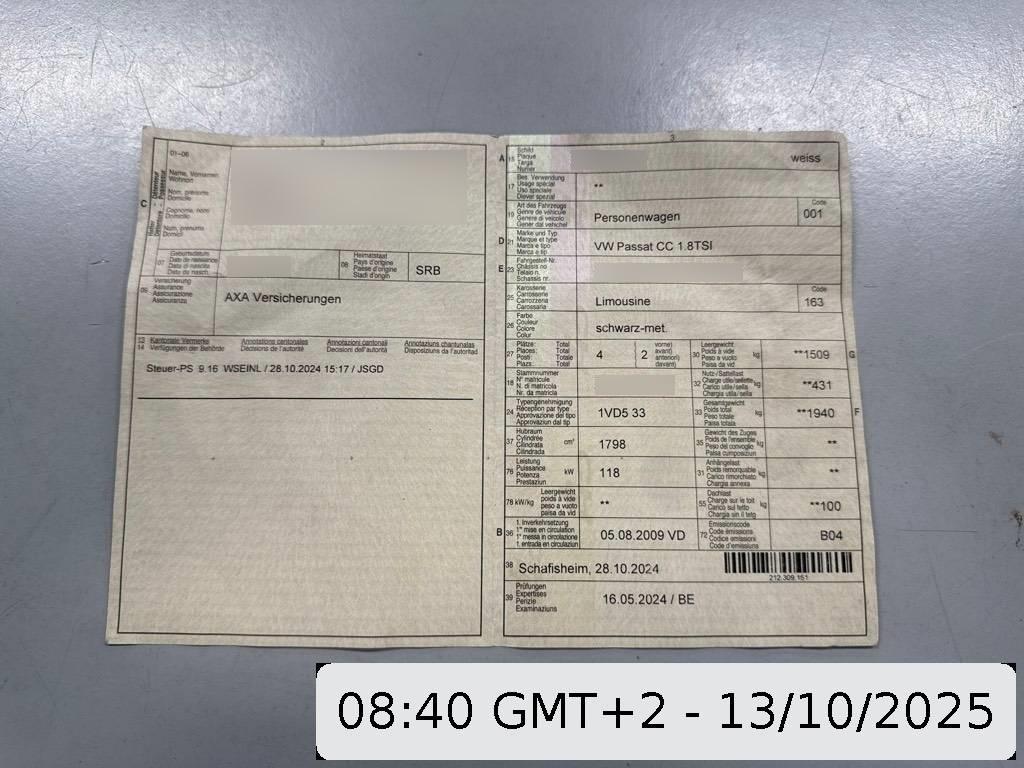 2
01-06
Name, Vornamen
Wohnort
Nom, prénoms
Domicile
Cognome, nomi
Domicilio
Num, prenums
Domicil
C
Halter - Détenteur
Detentore - Possessur
07
Geburtsdatum
Date de naissance
Data di nascita
Data da nasch.
08
Heimatstaat
Pays d'origine
Paese d'origine
Stadi d'origin
SRB
09
Versicherung
Assurance
Assicurazione
Assicuranza
AXA Versicherungen
13 Kantonale Vermerke Annotations cantonales Annotazioni cantonali Annotaziuns chantunalas
14 Verfügungen der Behörde Décisions de l'autorité Decisioni dell'autorità Disposiziuns da l'autoritad
Steuer-PS 9.16 WSEINL / 28.10.2024 15:17 / JSGD
3
A 15
Schild
Plaque
Targa
Numer
weiss
17
Bes. Verwendung
Usage spécial
Uso speciale
Diever spezial
**
19
Art des Fahrzeugs
Genre de véhicule
Genere di veicolo
Gener dal vehichel
Personenwagen
Code
001
D 21
Marke und Typ
Marque et type
Marca e tipo
Marca e tip
VW Passat CC 1.8TSI
E 23
Fahrgestell-Nr.
Châssis no
Telaio n.
Schassis nr.
25
Karosserie
Carrosserie
Carrozzeria
Carossaria
Limousine
Code
163
26
Farbe
Couleur
Colore
Colur
schwarz-met.
27
Plätze: Total
Places: Total
Posti: Totale
Plazs: Total
4
2
vorne)
avant)
anteriori)
davant)
30
Leergewicht
Poids à vide
Peso a vuoto
Paisa da vid
kg
**1509
G
18
Stammnummer
N° matricule
N. di matricola
Nr. da matricla
32
Nutz-/Sattellast
Charge utile/sellette
Carico utile/sella
Chargia utila/sella
kg
**431
24
Typengenehmigung
Réception par type
Approvazione del tipo
Approvaziun dal tip
1VD5 33
33
Gesamtgewicht
Poids total
Peso totale
Paisa totala
kg
**1940
F
37
Hubraum
Cylindrée
Cilindrata
Cilindrada
cm³
1798
35
Gewicht des Zuges
Poids de l'ensemble
Peso del convoglio
Paisa cumposiziun
kg
**
76
Leistung
Puissance
Potenza
Prestaziun
kW
118
31
Anhängelast
Poids remorquable
Carico rimorchiato
Chargia annexa
kg
**
78 kW/kg
Leergewicht
poids à vide
peso a vuoto
paisa da vid
**
55
Dachlast
Charge sur le toit
Carico sul tetto
Chargia sin il tetg
kg
**100
B 36
1. Inverkehrsetzung
1re mise en circulation
1a messa in circolazione
1. entrada en circulaziun
05.08.2009 VD
72
Emissionscode
Code émissions
Codice emissioni
Code d'emissiuns
B04
38
Schafisheim, 28.10.2024
212.309.151
39
Prüfungen
Expertises
Perizie
Examinaziuns
16.05.2024 / BE
08:40 GMT+2 - 13/10/2025